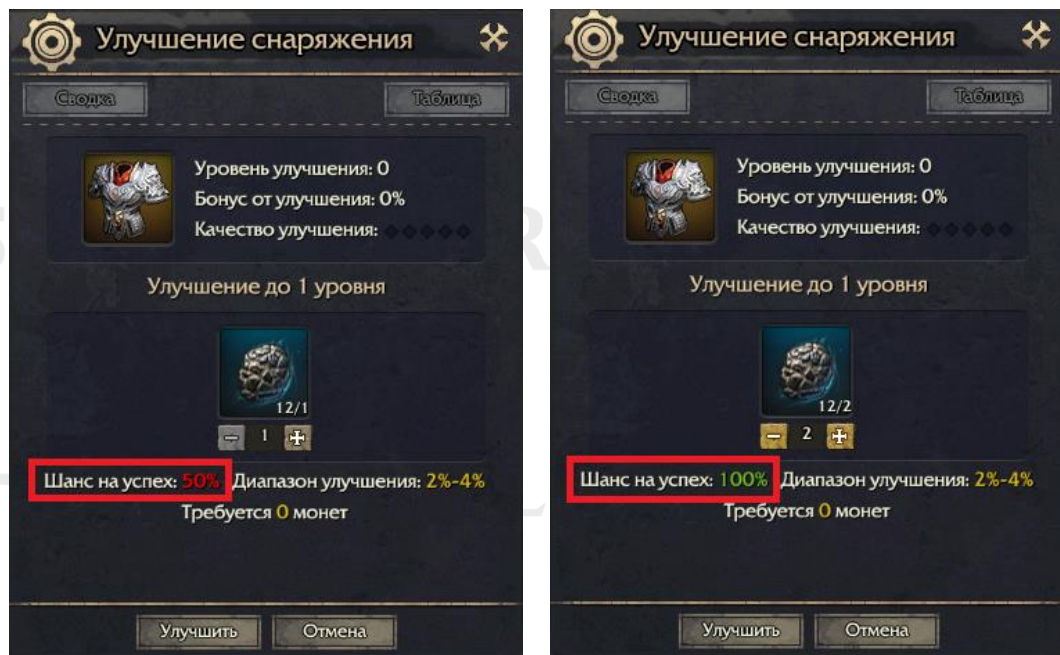 Улучшение снаряжения
Сводка
Таблица
Уровень улучшения: 0
Бонус от улучшения: 0%
Качество улучшения:
Улучшение до 1 уровня
12/1
1
Шанс на успех: 50% Диапазон улучшения: 2%-4%
Требуется 0 монет
Улучшить
Отмена
Улучшение снаряжения
Сводка
Таблица
Уровень улучшения: 0
Бонус от улучшения: 0%
Качество улучшения:
Улучшение до 1 уровня
12/2
2
Шанс на успех: 100% Диапазон улучшения: 2%-4%
Требуется 0 монет
Улучшить
Отмена